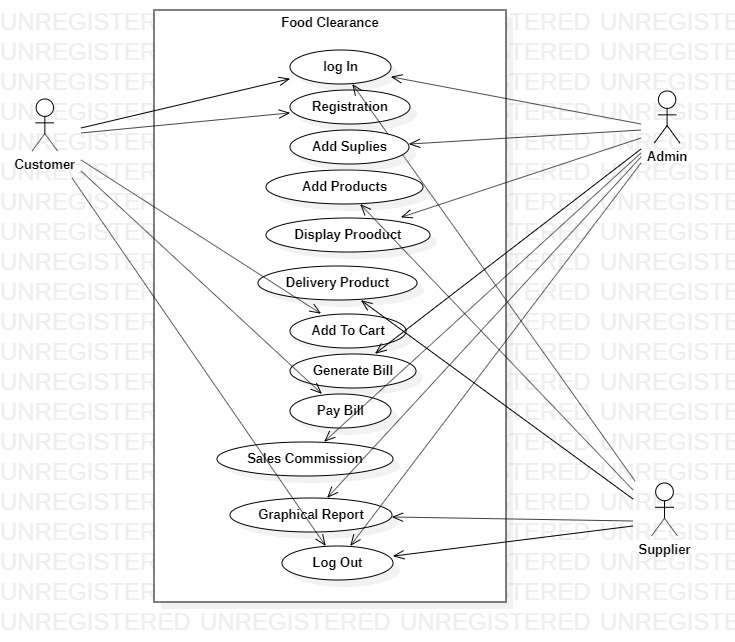 Food Clearance
log In
Registration
Customer
Admin
Add Suplies
Add Products
Display Prooduct
Delivery Product
Add To Cart
Generate Bill
Pay Bill
Sales Commission
Graphical Report
Supplier
Log Out
UNREGISTERED UNREGISTERED UNREGISTERED UNREGISTERED